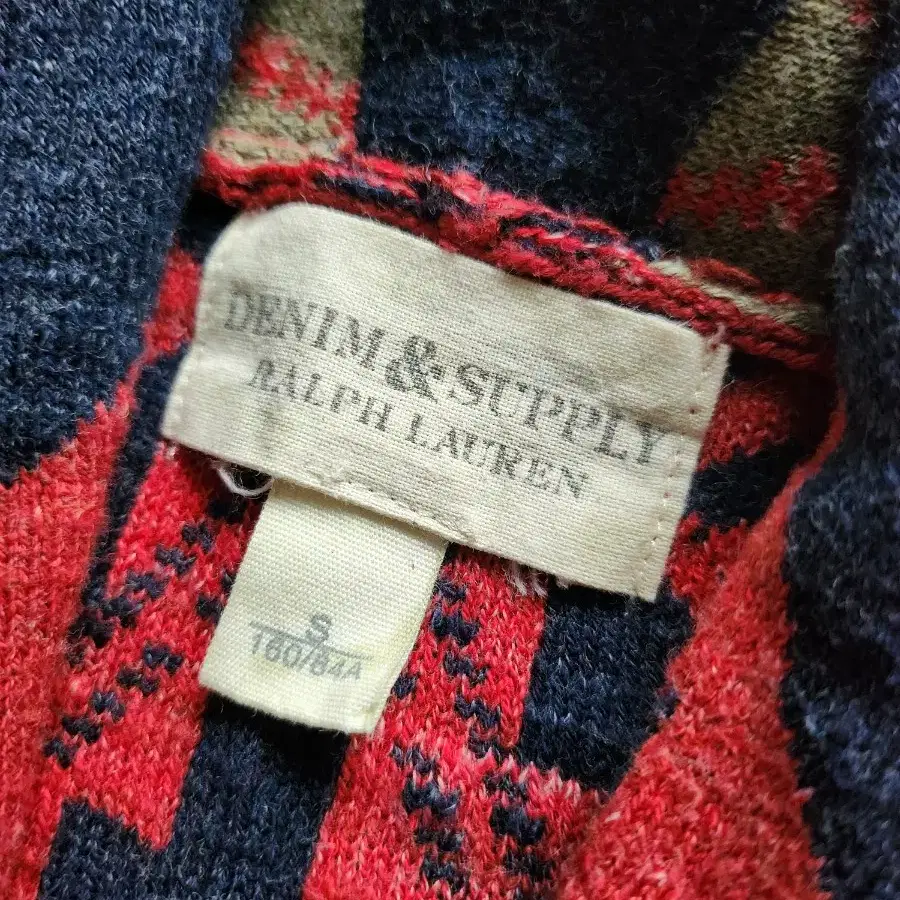 DENIM & SUPPLY
RALPH LAUREN
S
160/84A